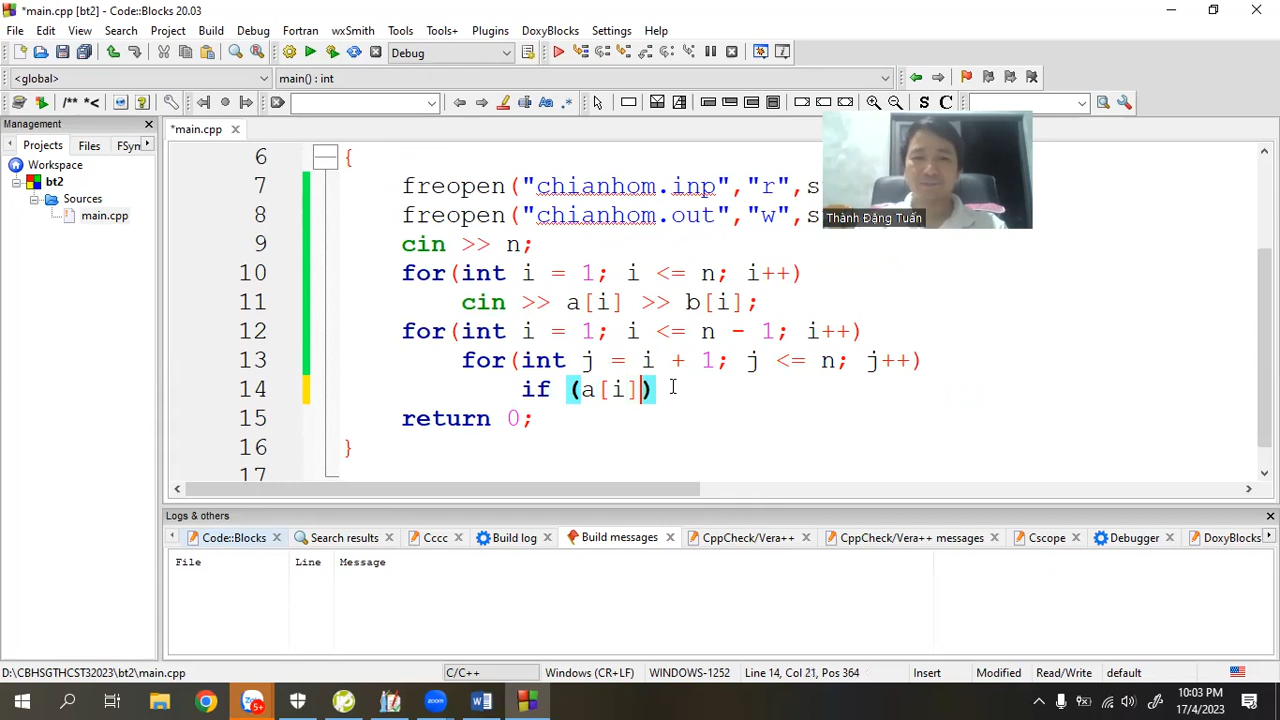 *main.cpp [bt2] - Code::Blocks 20.03
File Edit View Search Project Build Debug Fortran wxSmith Tools Tools+ Plugins DoxyBlocks Settings Help
Debug
<global> main() : int
/** *< Aa .* S C
Management
Projects Files FSym
Workspace
bt2
Sources
main.cpp
*main.cpp
6 {
7 freopen("chianhom.inp","r",s
8 freopen("chianhom.out","w",s
9 cin >> n;
10 for(int i = 1; i <= n; i++)
11 cin >> a[i] >> b[i];
12 for(int i = 1; i <= n - 1; i++)
13 for(int j = i + 1; j <= n; j++)
14 if (a[i])
15 return 0;
16 }
17
Thành Đặng Tuấn
Logs & others
Code::Blocks Search results Cccc Build log Build messages CppCheck/Vera++ CppCheck/Vera++ messages Cscope Debugger DoxyBlocks
File Line Message
D:\CBHSGTHCST32023\bt2\main.cpp C/C++ Windows (CR+LF) WINDOWS-1252 Line 14, Col 21, Pos 364 Insert Modified Read/Write default
5+ zoom 10:03 PM
17/4/2023